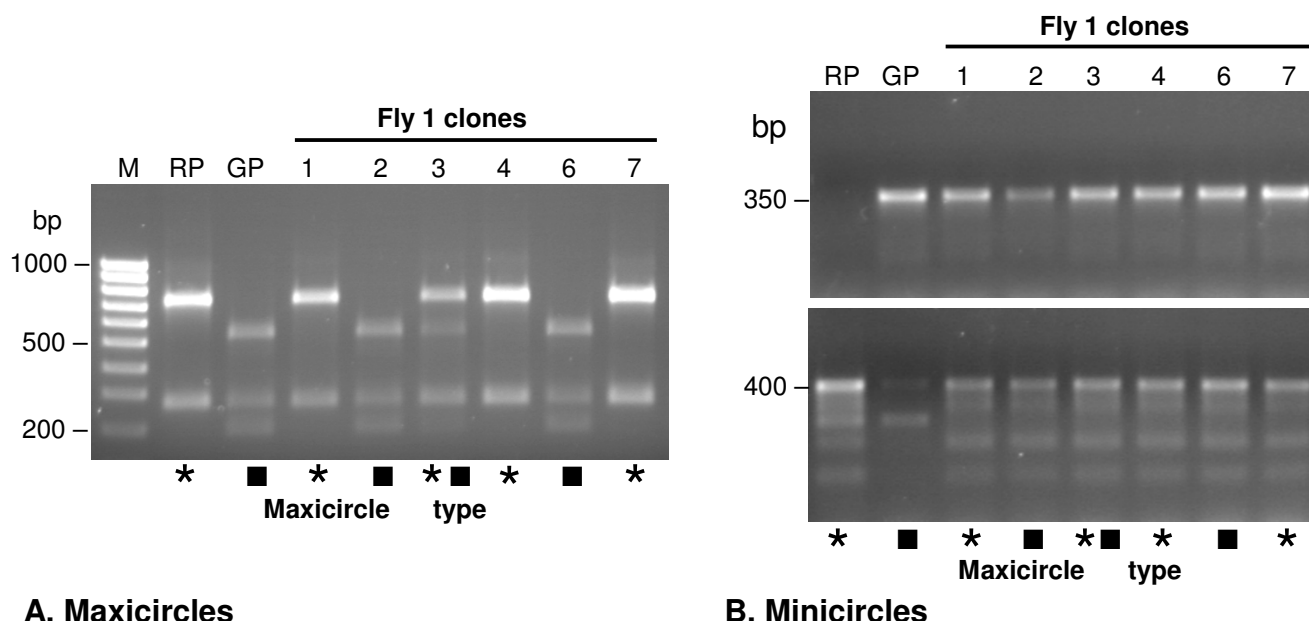 Fly 1 clones
M RP GP 1 2 3 4 6 7
bp
1000
500
200
* ■ * ■ * ■ * ■ *
Maxicircle type
A. Maxicircles
Fly 1 clones
RP GP 1 2 3 4 6 7
bp
350
400
* ■ * ■ * ■ * ■ *
Maxicircle type
B. Minicircles